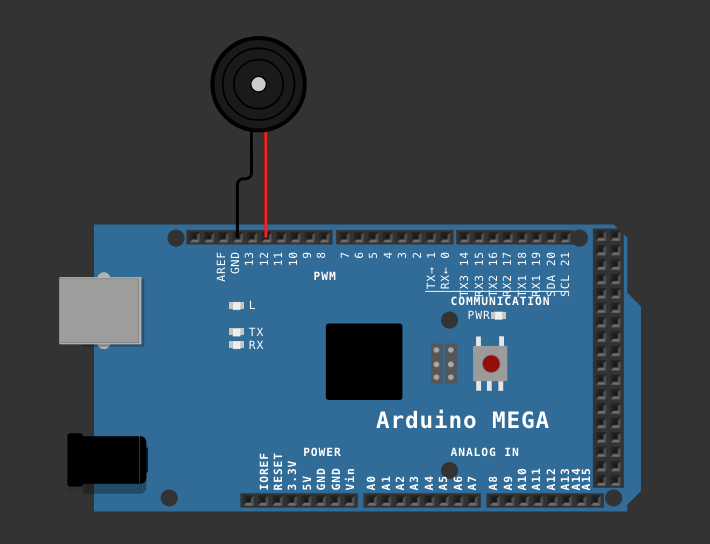 AREF GND 13 12 11 10 9 8 7 6 5 4 3 2 TX→ 1 RX← 0 TX3 14 RX3 15 TX2 16 RX2 17 TX1 18 RX1 19 SDA 20 SCL 21
PWM
COMMUNICATION
L
PWR
TX
RX
Arduino MEGA
POWER ANALOG IN
IOREF RESET 3.3V 5V GND GND Vin A0 A1 A2 A3 A4 A5 A6 A7 A8 A9 A10 A11 A12 A13 A14 A15